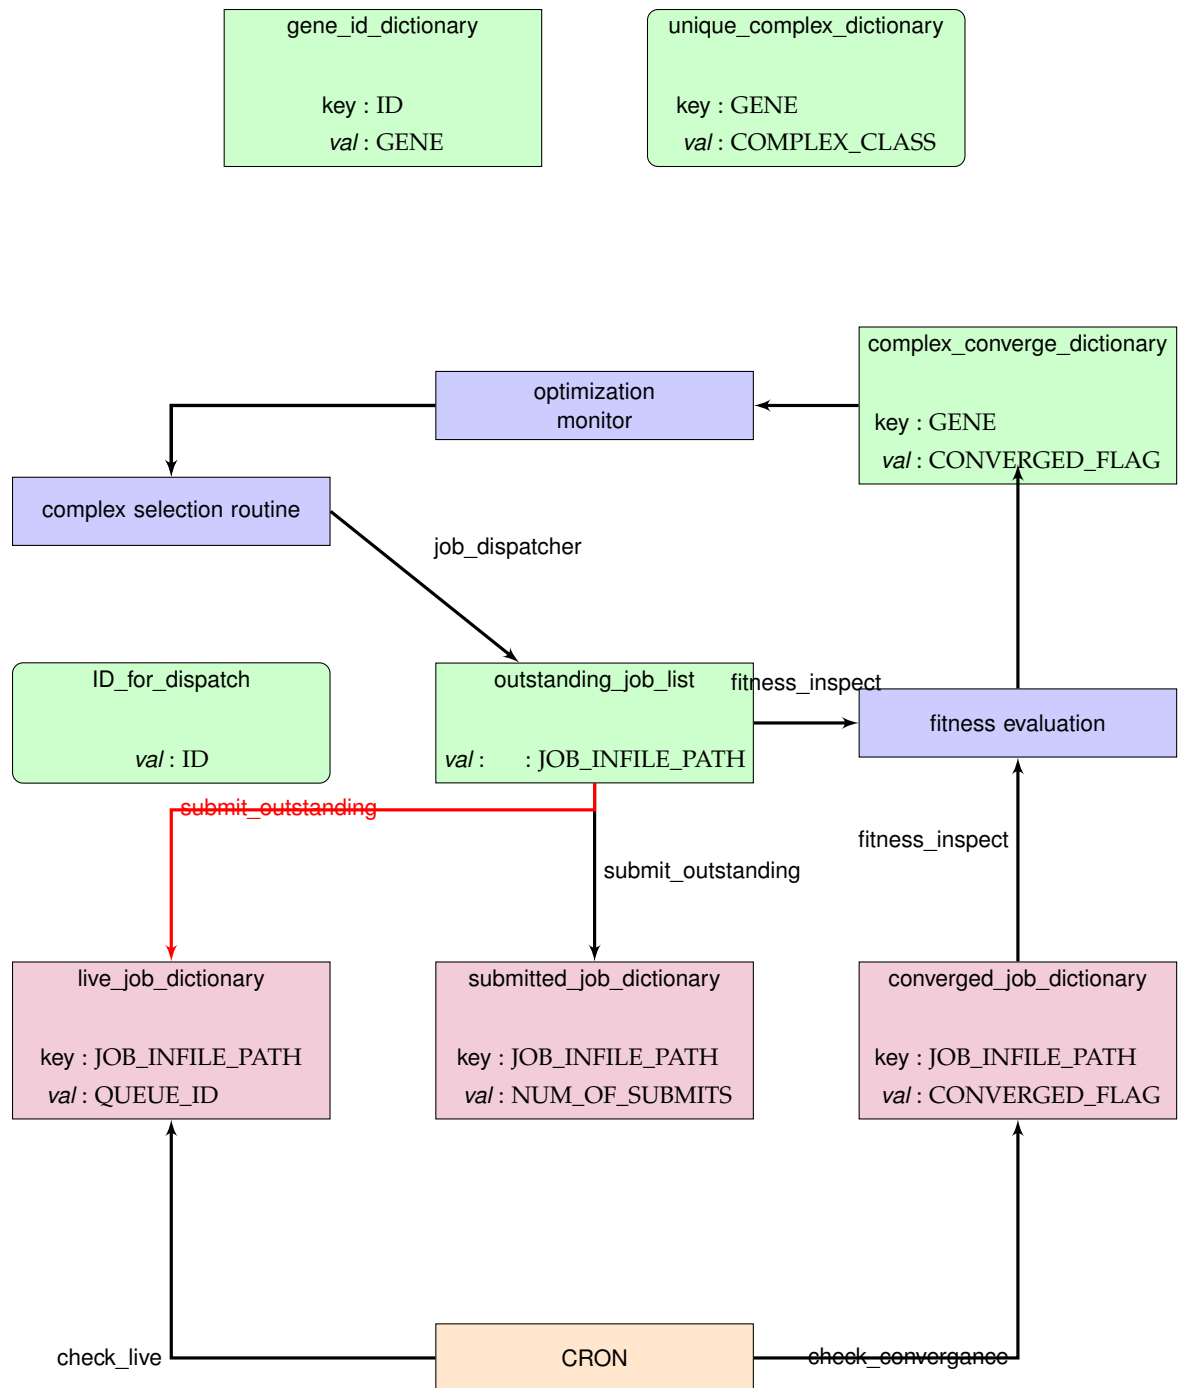 gene_id_dictionary
key : ID
val : GENE
unique_complex_dictionary
key : GENE
val : COMPLEX_CLASS
complex_converge_dictionary
key : GENE
val : CONVERGED_FLAG
optimization
monitor
complex selection routine
job_dispatcher
ID_for_dispatch
val : ID
outstanding_job_list
val : : JOB_INFILE_PATH
fitness_inspect
fitness evaluation
submit_outstanding
submit_outstanding
fitness_inspect
live_job_dictionary
key : JOB_INFILE_PATH
val : QUEUE_ID
submitted_job_dictionary
key : JOB_INFILE_PATH
val : NUM_OF_SUBMITS
converged_job_dictionary
key : JOB_INFILE_PATH
val : CONVERGED_FLAG
check_live
CRON
check_convergance